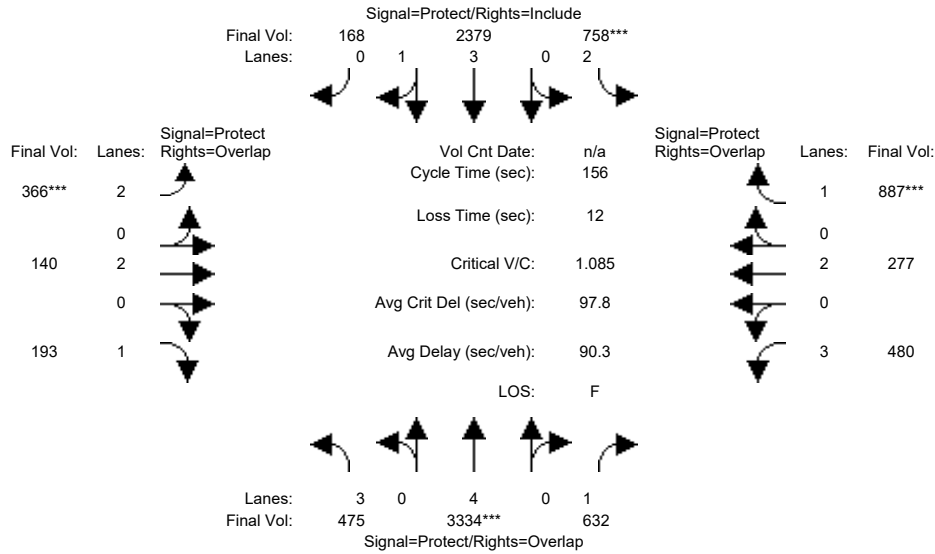 Signal=Protect/Rights=Include
Final Vol: 168 2379 758***
Lanes: 0 1 3 0 2
Signal=Protect
Final Vol: Lanes: Rights=Overlap
Vol Cnt Date: n/a
Signal=Protect
Rights=Overlap Lanes: Final Vol:
Cycle Time (sec): 156
366*** 2
1 887***
Loss Time (sec): 12
0
0
140 2
Critical V/C: 1.085
2 277
0
Avg Crit Del (sec/veh): 97.8
0
193 1
Avg Delay (sec/veh): 90.3
3 480
LOS: F
Lanes: 3 0 4 0 1
Final Vol: 475 3334*** 632
Signal=Protect/Rights=Overlap